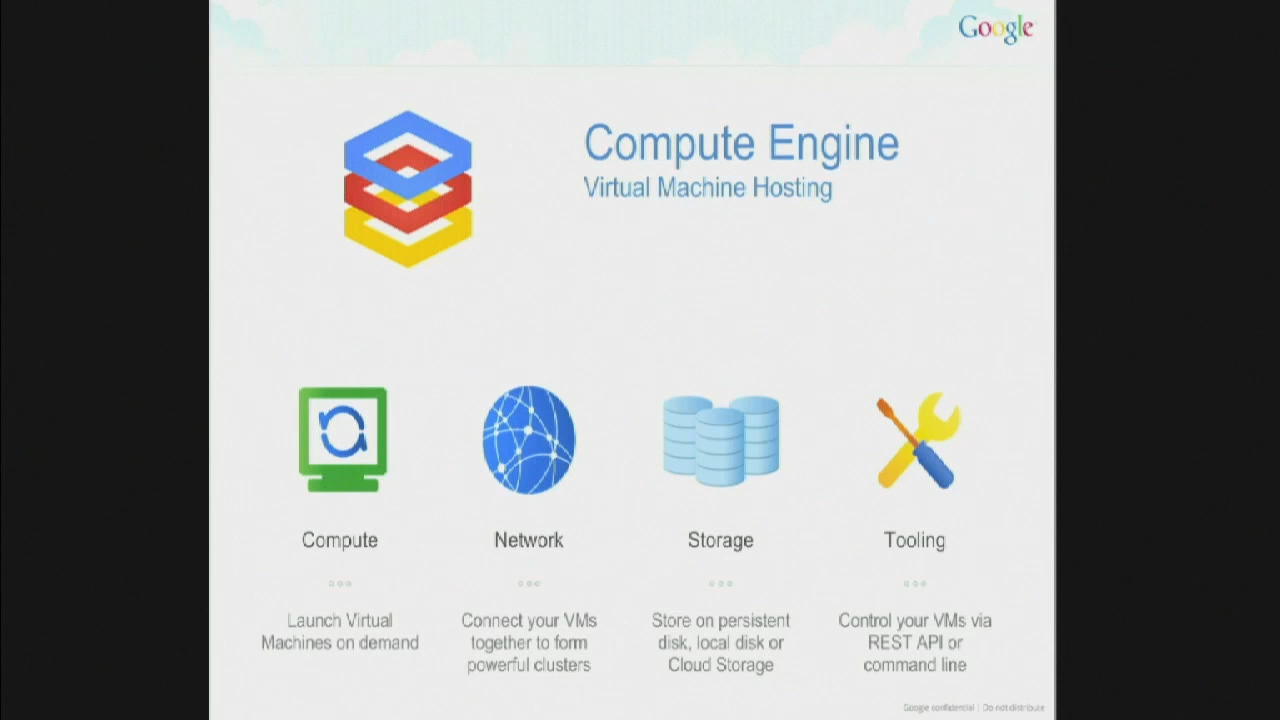 Google
Compute Engine
Virtual Machine Hosting
Compute
Network
Storage
Tooling
Launch Virtual
Machines on demand
Connect your VMs
together to form
powerful clusters
Store on persistent
disk, local disk or
Cloud Storage
Control your VMs via
REST API or
command line
Google confidential | Do not distribute